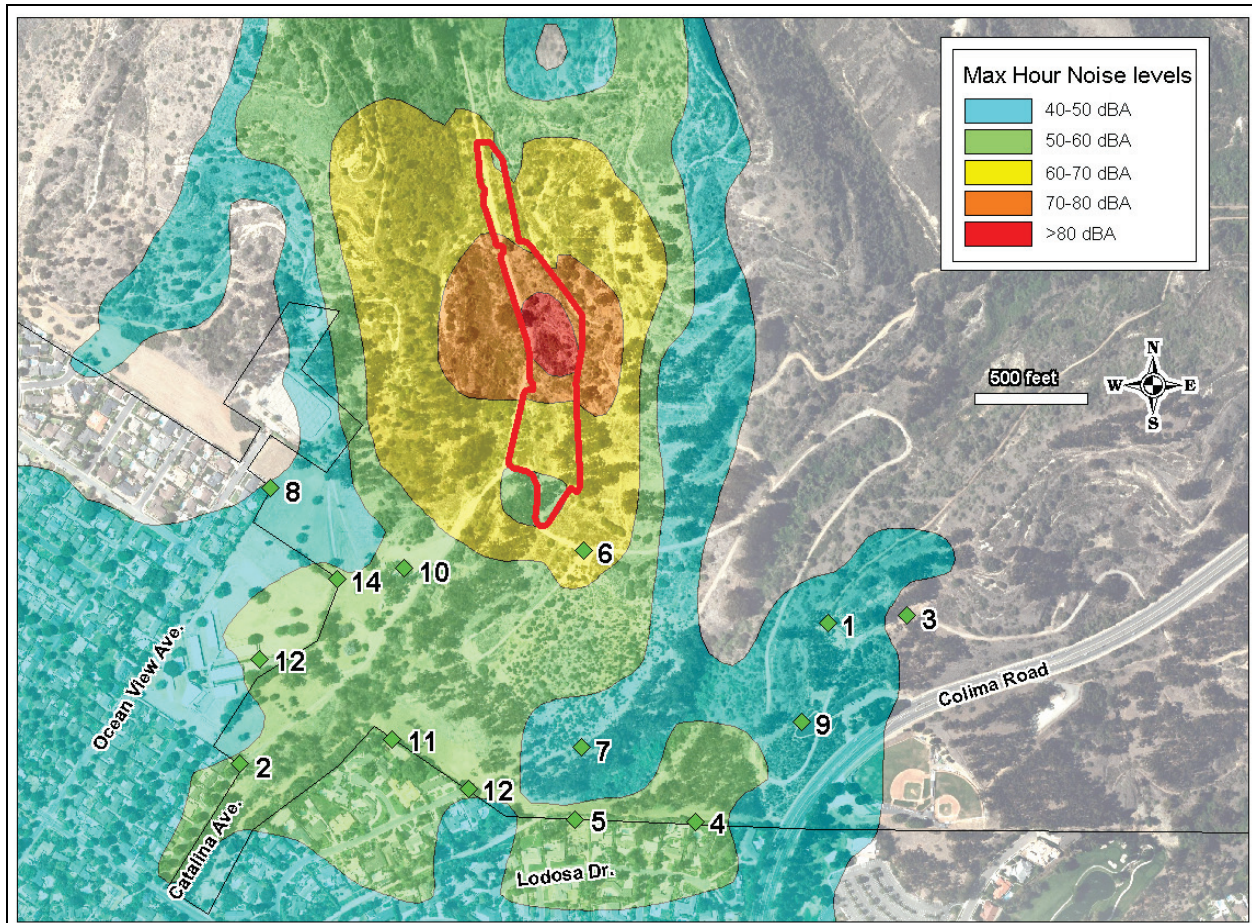 Max Hour Noise levels
40-50 dBA
50-60 dBA
60-70 dBA
70-80 dBA
>80 dBA
N
W E
S
500 feet
8
6
14
10
1
3
12
Ocean View Ave.
Colima Road
9
11
7
2
12
5
4
Catalina Ave.
Lodosa Dr.